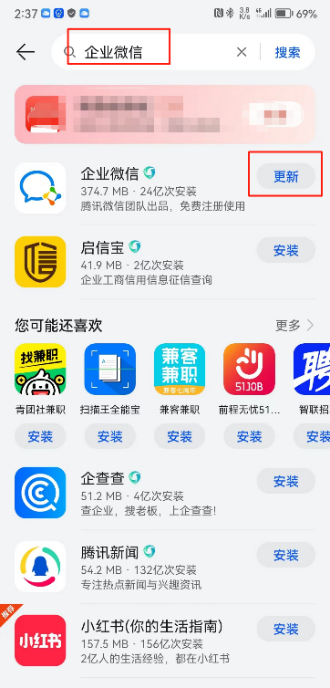 2:37
3.8 K/s
69%
企业微信
搜索
企业微信
374.7 MB · 24亿次安装
腾讯微信团队出品，免费注册使用
更新
启信宝
41.9 MB · 2亿次安装
企业工商信用信息征信查询
安装
您可能还喜欢
更多
找兼职
兼客
兼职
51JOB
聘
青团社兼职
扫描王全能宝
兼客兼职
前程无忧51...
智联招
安装
安装
安装
安装
安装
企查查
51.2 MB · 4亿次安装
查企业，搜老板，上企查查！
安装
腾讯新闻
54.2 MB · 132亿次安装
专注热点新闻与兴趣资讯
安装
推荐
小红书
小红书(你的生活指南)
157.5 MB · 156亿次安装
2亿人的生活经验，都在小红书
安装